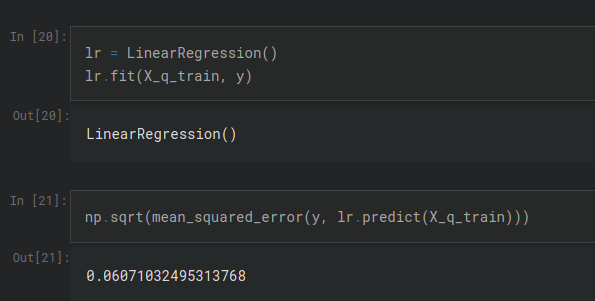 In [20]:
lr = LinearRegression()
lr.fit(X_q_train, y)
Out[20]:
LinearRegression()
In [21]:
np.sqrt(mean_squared_error(y, lr.predict(X_q_train)))
Out[21]:
0.06071032495313768